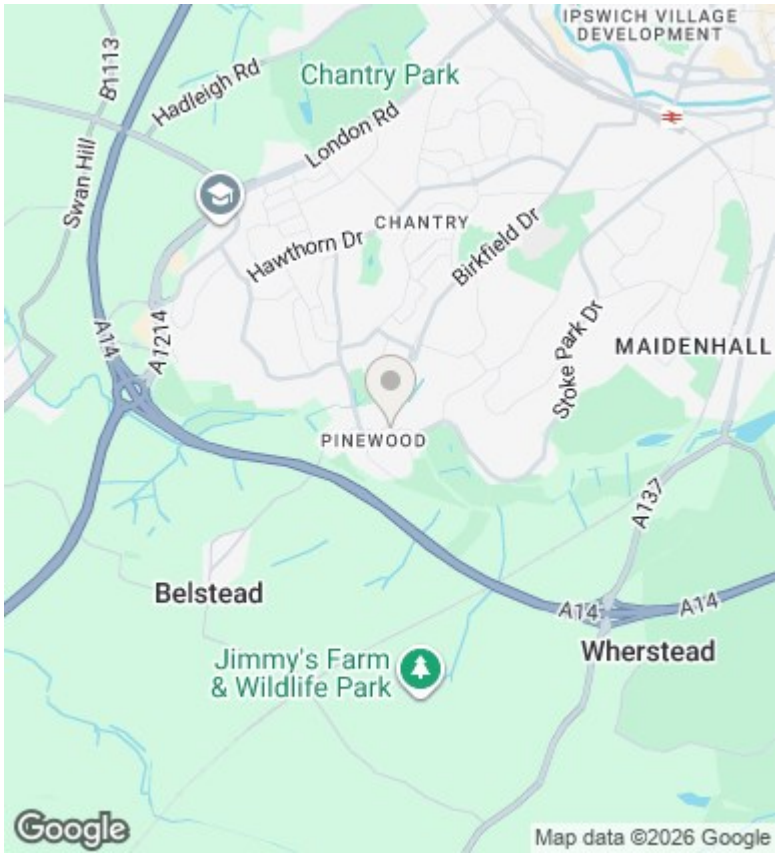 IPSWICH VILLAGE
DEVELOPMENT
B1113
Hadleigh Rd
Chantry Park
London Rd
Swan Hill
CHANTRY
Birkfield Dr
Hawthorn Dr
A14
A1214
Stoke Park Dr
MAIDENHALL
PINEWOOD
A137
Belstead
A14
A14
Wherstead
Jimmy's Farm
& Wildlife Park
Google
Map data ©2026 Google